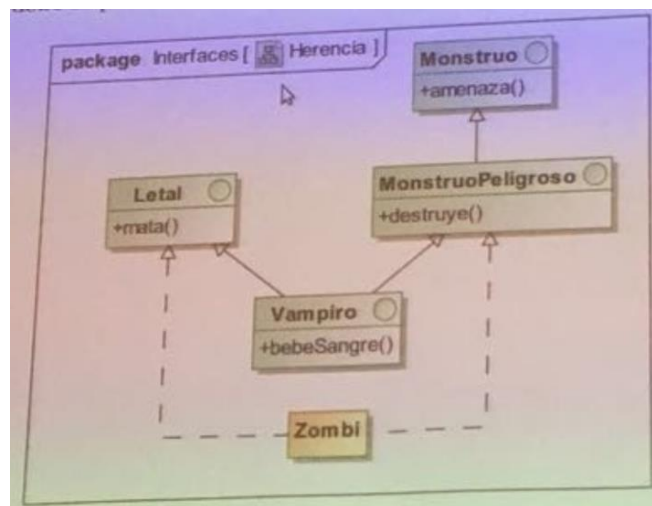 package Interfaces [ Herencia ]
Monstruo
+amenaza()
Letal
+mata()
MonstruoPeligroso
+destruye()
Vampiro
+bebeSangre()
Zombi